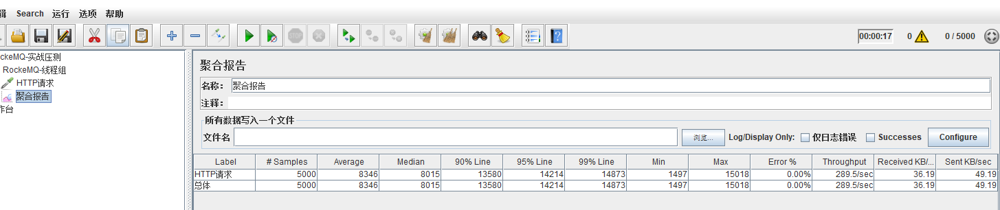 辑 Search 运行 选项 帮助
00:00:17 0 0 / 5000
ckeMQ-实战压测
RockeMQ-线程组
HTTP请求
聚合报告
作台
聚合报告
名称: 聚合报告
注释:
所有数据写入一个文件
文件名 浏览... Log/Display Only: 仅日志错误 Successes Configure
Label # Samples Average Median 90% Line 95% Line 99% Line Min Max Error % Throughput Received KB/... Sent KB/sec
HTTP请求 5000 8346 8015 13580 14214 14873 1497 15018 0.00% 289.5/sec 36.19 49.19
总体 5000 8346 8015 13580 14214 14873 1497 15018 0.00% 289.5/sec 36.19 49.19